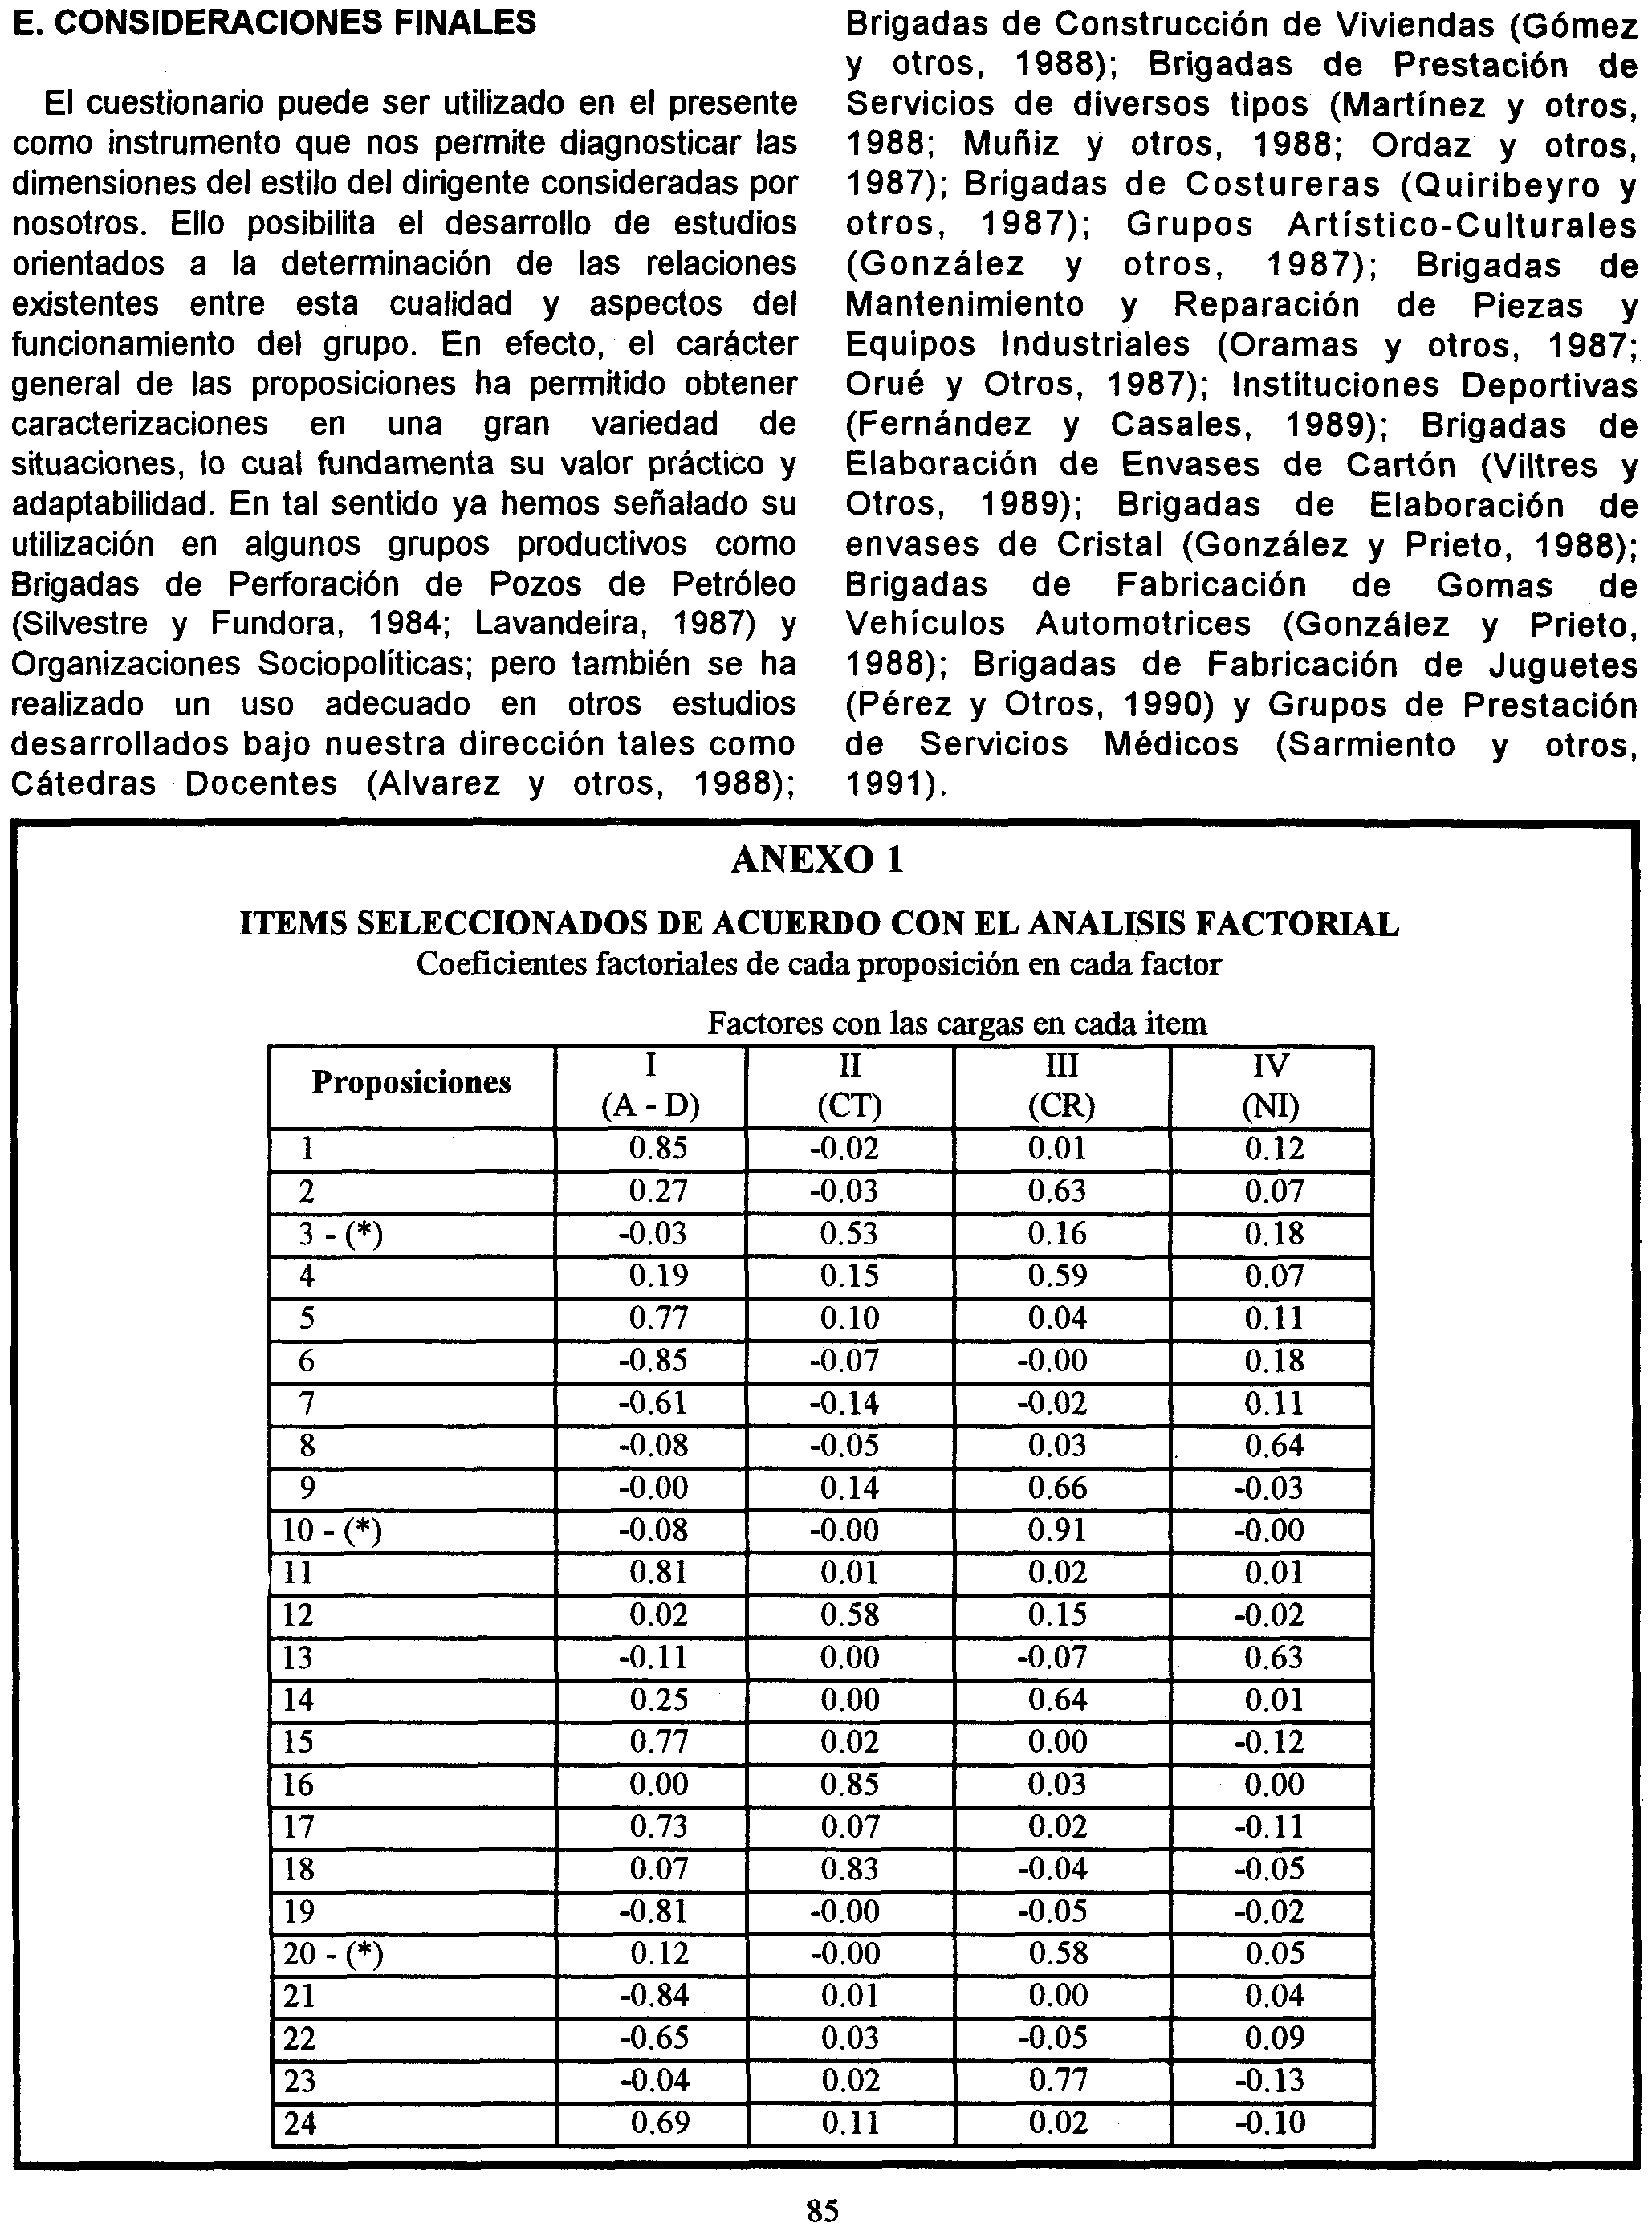 E. CONSIDERACIONES FINALES
El cuestionario puede ser utilizado en el presente
como instrumento que nos permite diagnosticar las
dimensiones del estilo del dirigente consideradas por
nosotros. Ello posibilita el desarrollo de estudios
orientados a la determinación de las relaciones
existentes entre esta cualidad y aspectos del
funcionamiento del grupo. En efecto, el carácter
general de las proposiciones ha permitido obtener
caracterizaciones en una gran variedad de
situaciones, lo cual fundamenta su valor práctico y
adaptabilidad. En tal sentido ya hemos señalado su
utilización en algunos grupos productivos como
Brigadas de Perforación de Pozos de Petróleo
(Silvestre y Fundora, 1984; Lavandeira, 1987) y
Organizaciones Sociopolíticas; pero también se ha
realizado un uso adecuado en otros estudios
desarrollados bajo nuestra dirección tales como
Cátedras Docentes (Alvarez y otros, 1988);
Brigadas de Construcción de Viviendas (Gómez
y otros, 1988); Brigadas de Prestación de
Servicios de diversos tipos (Martínez y otros,
1988; Muñiz y otros, 1988; Ordaz y otros,
1987); Brigadas de Costureras (Quiribeyro y
otros, 1987); Grupos Artístico-Culturales
(González y otros, 1987); Brigadas de
Mantenimiento y Reparación de Piezas y
Equipos Industriales (Oramas y otros, 1987;
Orué y Otros, 1987); Instituciones Deportivas
(Fernández y Casales, 1989); Brigadas de
Elaboración de Envases de Cartón (Viltres y
Otros, 1989); Brigadas de Elaboración de
envases de Cristal (González y Prieto, 1988);
Brigadas de Fabricación de Gomas de
Vehículos Automotrices (González y Prieto,
1988); Brigadas de Fabricación de Juguetes
(Pérez y Otros, 1990) y Grupos de Prestación
de Servicios Médicos (Sarmiento y otros,
1991).
ANEXO 1
ITEMS SELECCIONADOS DE ACUERDO CON EL ANALISIS FACTORIAL
Coeficientes factoriales de cada proposición en cada factor
Factores con las cargas en cada item
Proposiciones I II III IV
(A - D) (CT) (CR) (NI)
1 0.85 -0.02 0.01 0.12
2 0.27 -0.03 0.63 0.07
3 - (*) -0.03 0.53 0.16 0.18
4 0.19 0.15 0.59 0.07
5 0.77 0.10 0.04 0.11
6 -0.85 -0.07 -0.00 0.18
7 -0.61 -0.14 -0.02 0.11
8 -0.08 -0.05 0.03 0.64
9 -0.00 0.14 0.66 -0.03
10 - (*) -0.08 -0.00 0.91 -0.00
11 0.81 0.01 0.02 0.01
12 0.02 0.58 0.15 -0.02
13 -0.11 0.00 -0.07 0.63
14 0.25 0.00 0.64 0.01
15 0.77 0.02 0.00 -0.12
16 0.00 0.85 0.03 0.00
17 0.73 0.07 0.02 -0.11
18 0.07 0.83 -0.04 -0.05
19 -0.81 -0.00 -0.05 -0.02
20 - (*) 0.12 -0.00 0.58 0.05
21 -0.84 0.01 0.00 0.04
22 -0.65 0.03 -0.05 0.09
23 -0.04 0.02 0.77 -0.13
24 0.69 0.11 0.02 -0.10
85